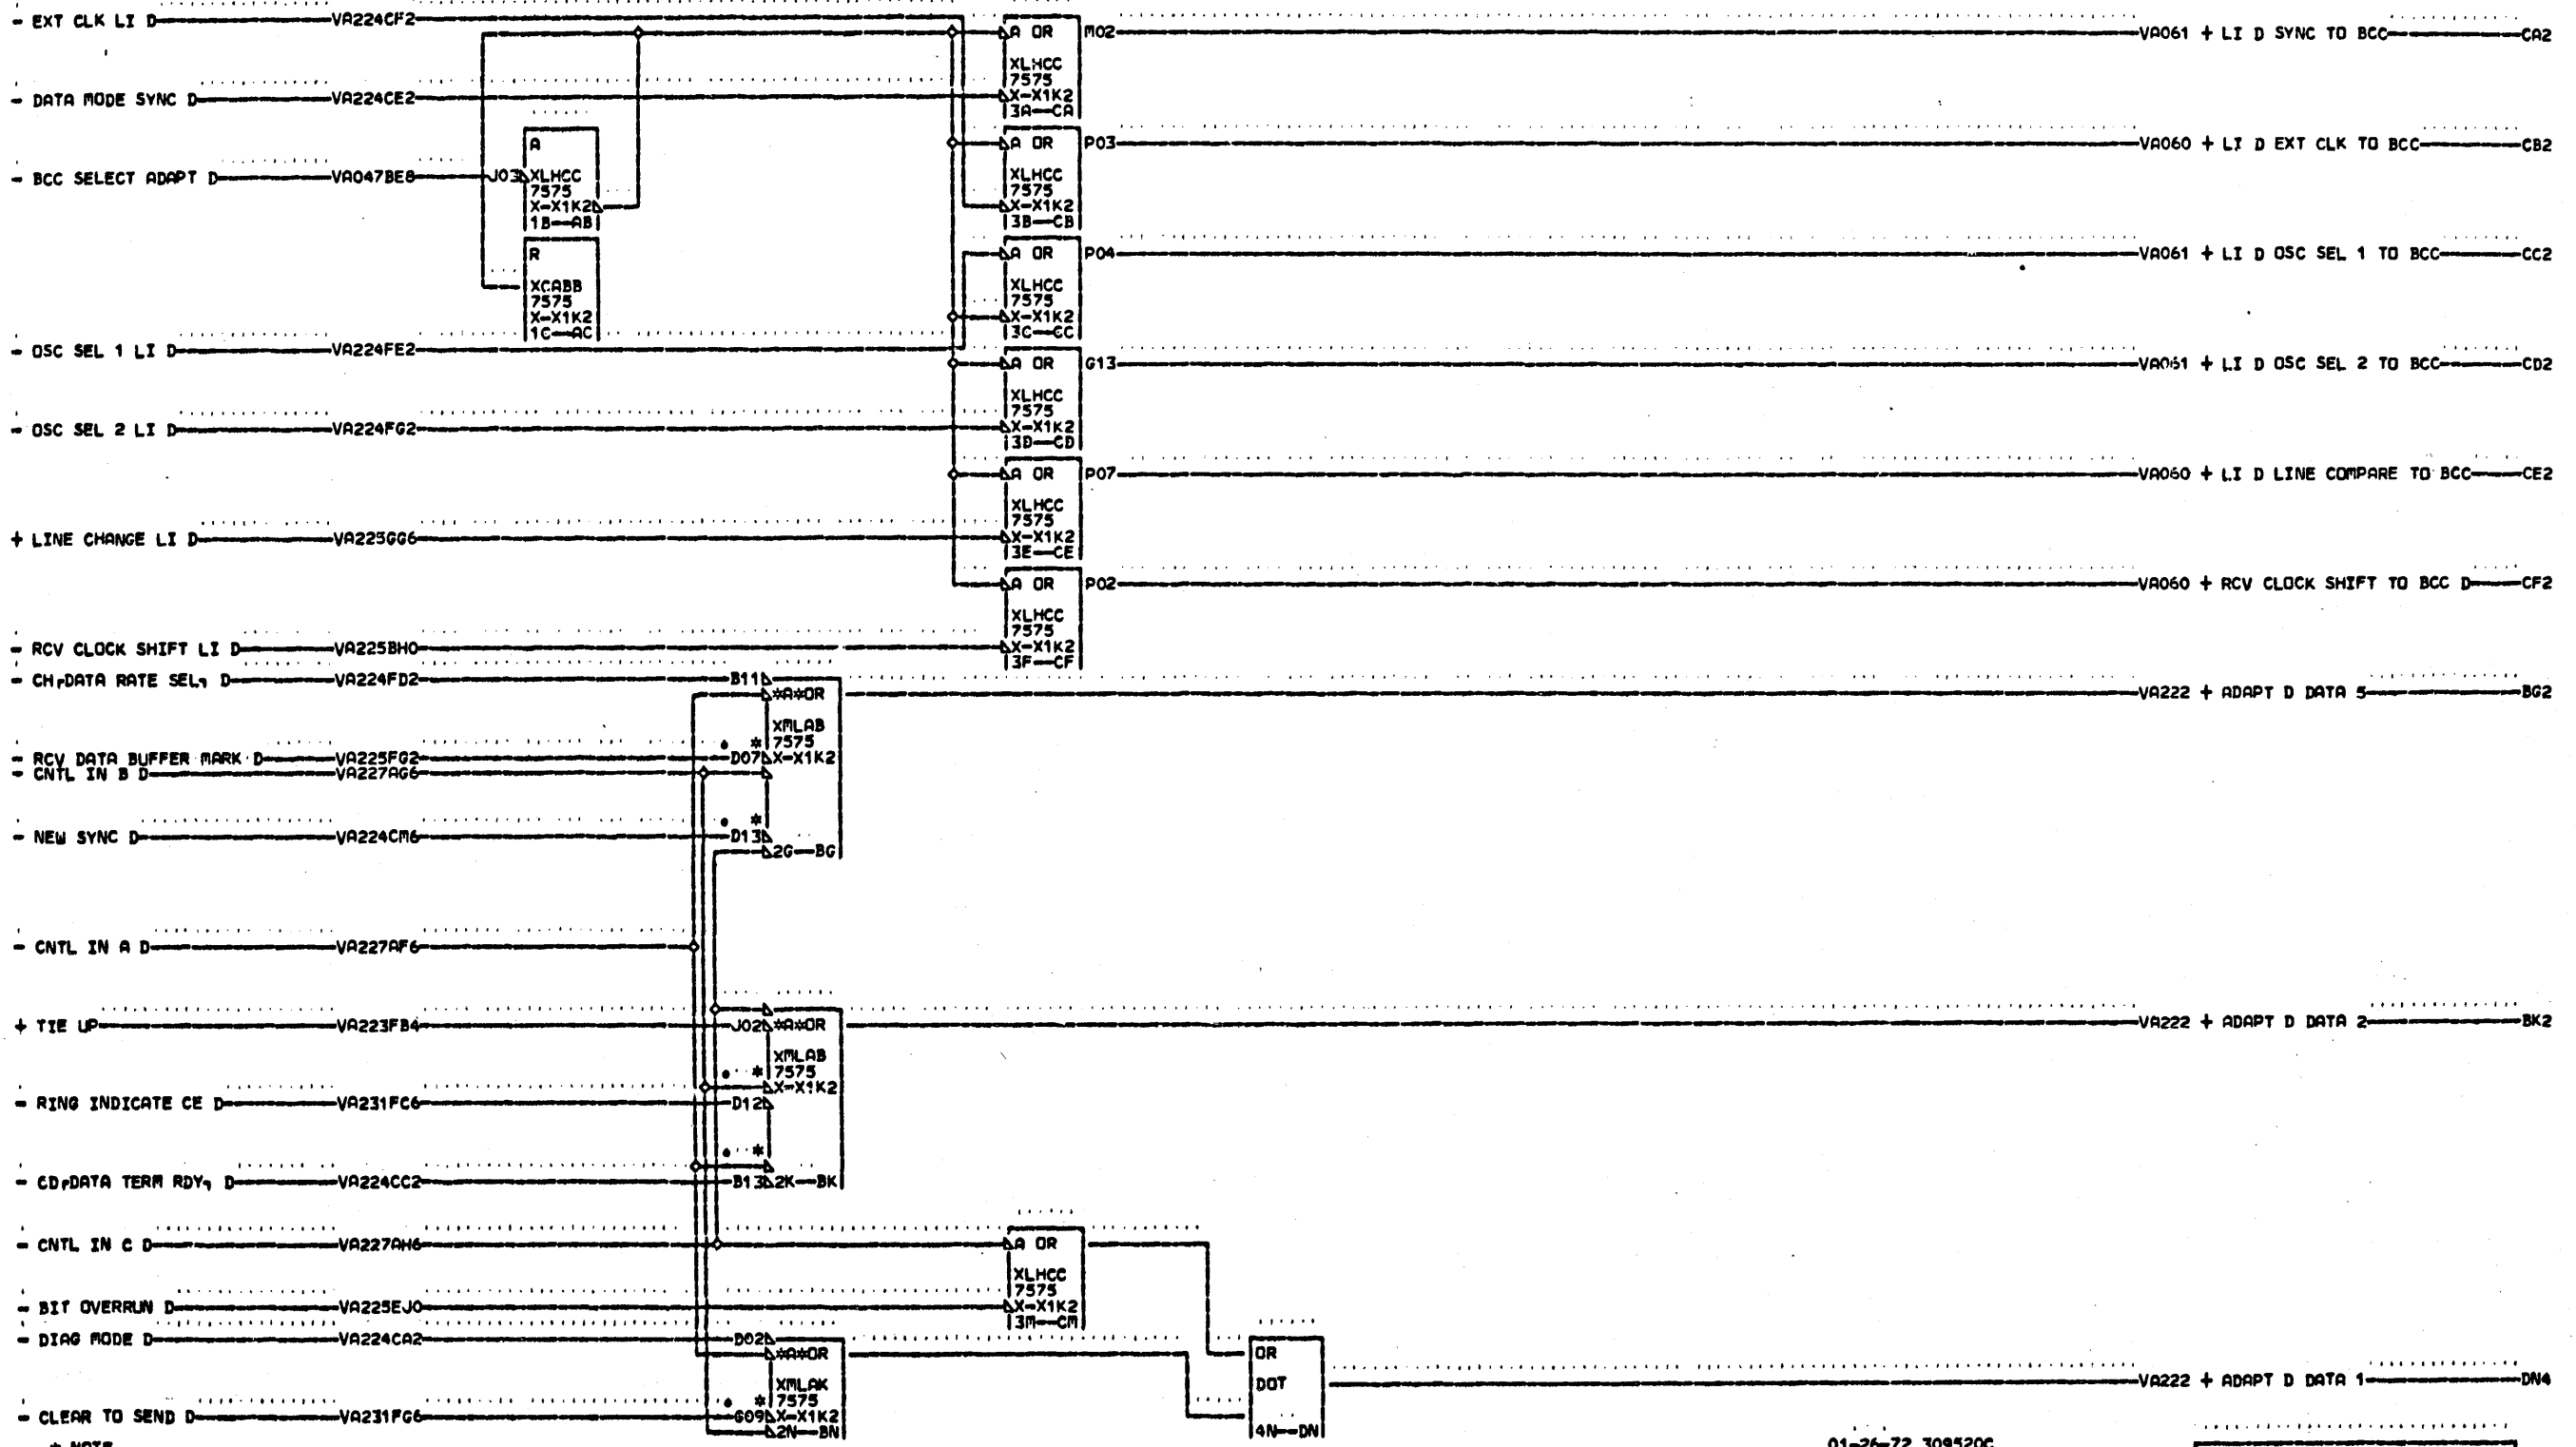 - EXT CLK LI D VA224CF2
A OR M02 VA061 + LI D SYNC TO BCC CA2
XLHCC
7575
- DATA MODE SYNC D VA224CE2 X-X1K2
3A CA
A
A OR P03 VA060 + LI D EXT CLK TO BCC CB2
- BCC SELECT ADAPT D VA047BE8 J03 XLHCC
7575
X-X1K2
1B AB
XLHCC
7575
X-X1K2
3B CB
R
XCABB
7575
X-X1K2
1C AC
A OR P04 VA061 + LI D OSC SEL 1 TO BCC CC2
XLHCC
7575
X-X1K2
3C CC
- OSC SEL 1 LI D VA224FE2
A OR G13 VA061 + LI D OSC SEL 2 TO BCC CD2
XLHCC
7575
- OSC SEL 2 LI D VA224FG2 X-X1K2
3D CD
A OR P07 VA060 + LI D LINE COMPARE TO BCC CE2
XLHCC
7575
+ LINE CHANGE LI D VA225GG6 X-X1K2
3E CE
A OR P02 VA060 + RCV CLOCK SHIFT TO BCC D CF2
XLHCC
7575
- RCV CLOCK SHIFT LI D VA225BH0 X-X1K2
3F CF
- CH DATA RATE SEL D VA224FD2 B11
*A*OR VA222 + ADAPT D DATA 5 BG2
XMLAB
* 7575
- RCV DATA BUFFER MARK D VA225FG2 D07 X-X1K2
- CNTL IN B D VA227AG6
*
- NEW SYNC D VA224CM6 D13
2G BG
- CNTL IN A D VA227AF6
+ TIE UP VA223FB4 J02 *A*OR VA222 + ADAPT D DATA 2 BK2
XMLAB
* 7575
X-X1K2
- RING INDICATE CE D VA231FC6 D12
*
- CD DATA TERM RDY D VA224CC2 B13 2K BK
- CNTL IN C D VA227AH6 A OR
XLHCC
7575
- BIT OVERRUN D VA225EJ0 X-X1K2
3M CM
- DIAG MODE D VA224CA2 D02
*A*OR
OR
XMLAK
DOT VA222 + ADAPT D DATA 1 DN4
* 7575
- CLEAR TO SEND D VA231FG6 G09 X-X1K2
2N BN
4N DN
* NOTE
01-26-72 309520C